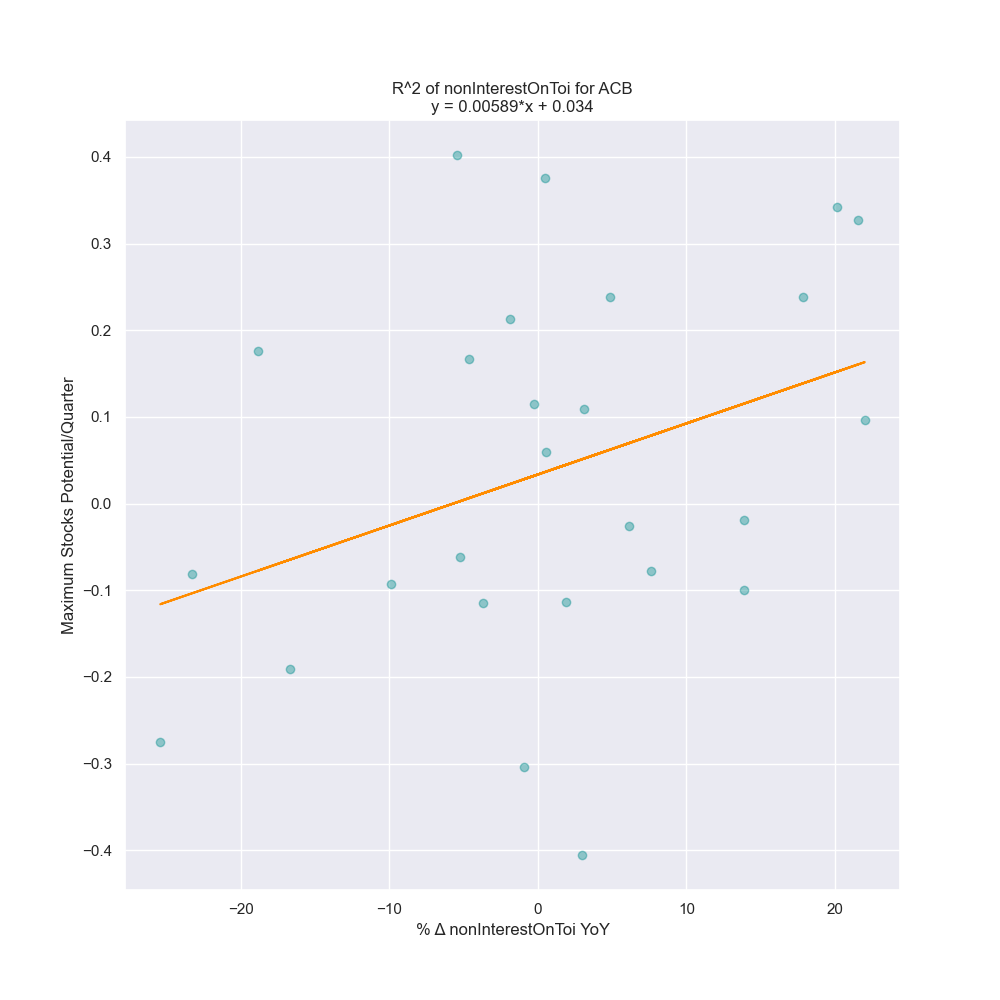 R^2 of nonInterestOnToi for ACB
y = 0.00589*x + 0.034
0.4
0.3
0.2
0.1
0.0
−0.1
−0.2
−0.3
−0.4
Maximum Stocks Potential/Quarter
−20 −10 0 10 20
% Δ nonInterestOnToi YoY